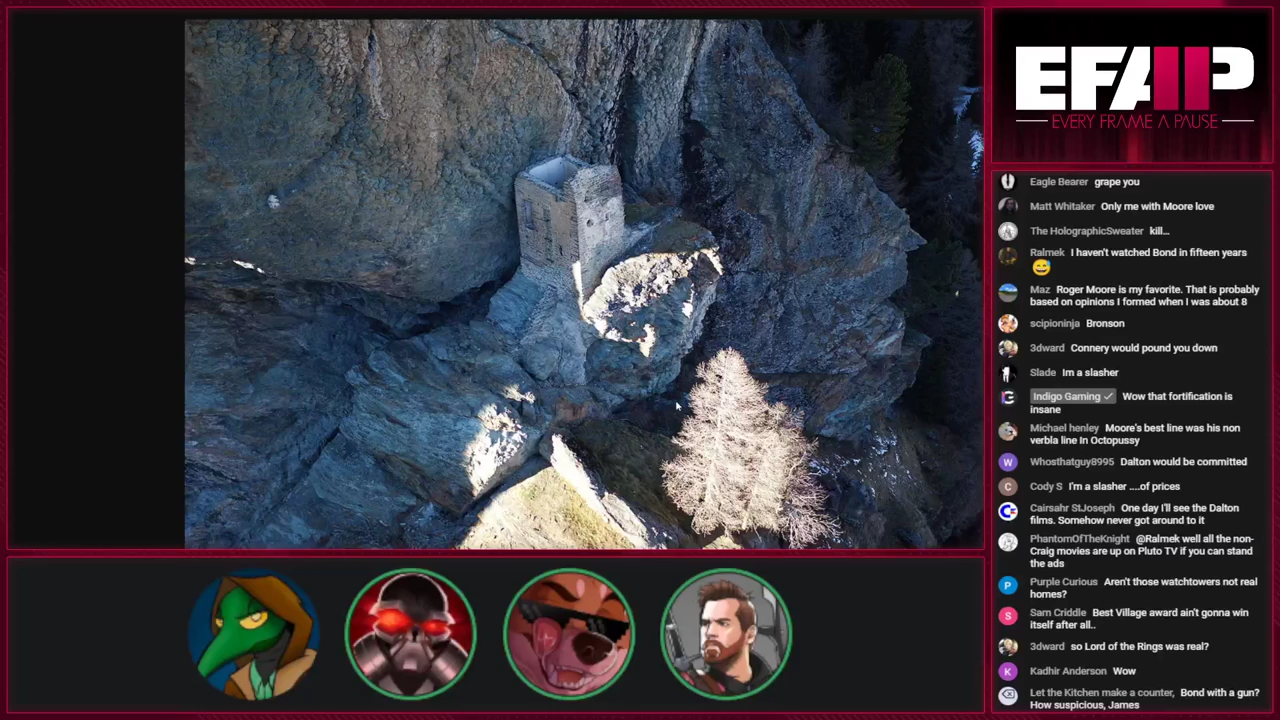 EFAP
EVERY FRAME A PAUSE
Eagle Bearer grape you
Matt Whitaker Only me with Moore love
The HolographicSweater kill...
Ralmek I haven't watched Bond in fifteen years
😅
Maz Roger Moore is my favorite. That is probably
based on opinions I formed when I was about 8
scipioninja Bronson
3dward Connery would pound you down
Slade Im a slasher
Indigo Gaming ✓ Wow that fortification is
insane
Michael henley Moore's best line was his non
verbla line In Octopussy
W
Whosthatguy8995 Dalton would be committed
C
Cody S I'm a slasher ....of prices
Cairsahr StJoseph One day I'll see the Dalton
films. Somehow never got around to it
PhantomOfTheKnight @Ralmek well all the non-
Craig movies are up on Pluto TV if you can stand
the ads
P
Purple Curious Aren't those watchtowers not real
homes?
S
Sam Criddle Best Village award ain't gonna win
itself after all..
3dward so Lord of the Rings was real?
K
Kadhir Anderson Wow
Let the Kitchen make a counter, Bond with a gun?
How suspicious, James